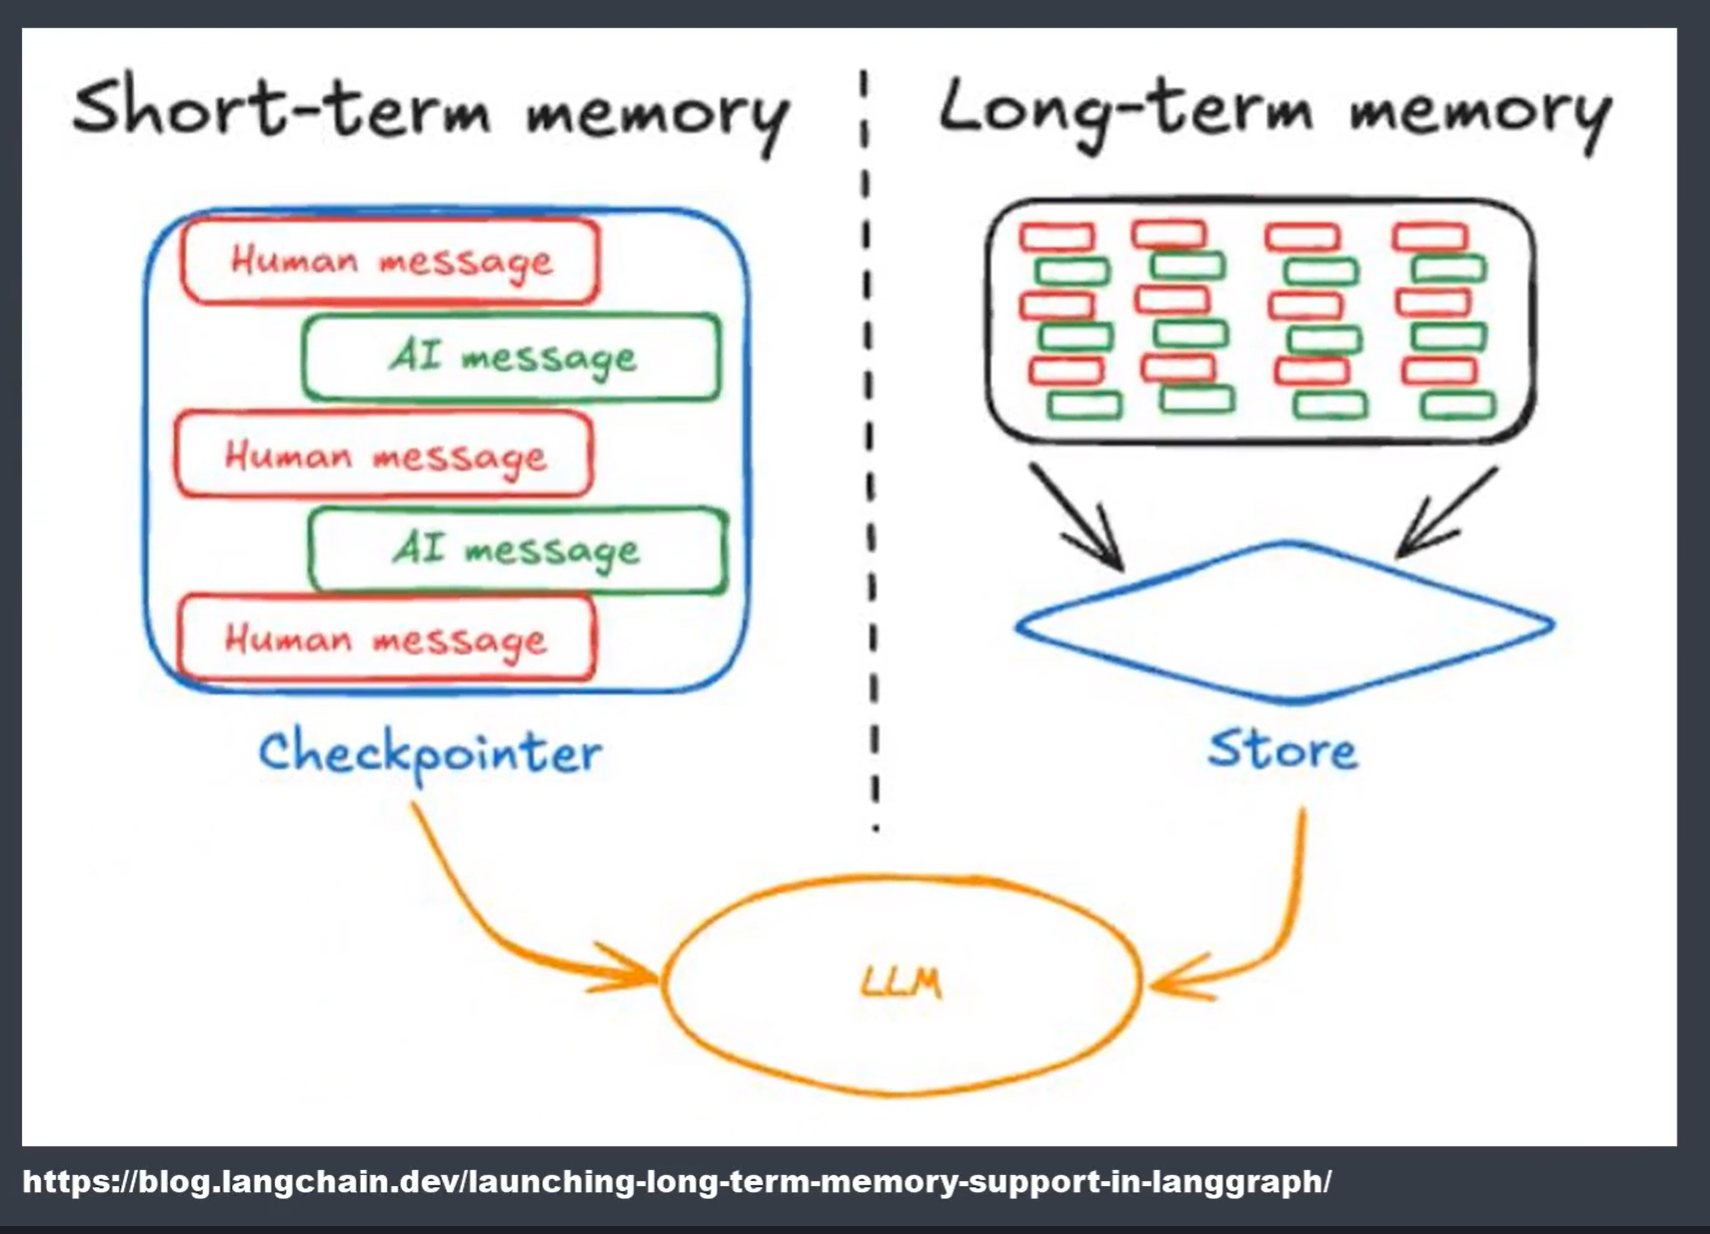 Short-term memory
Human message
AI message
Human message
AI message
Human message
Checkpointer
Long-term memory
Store
LLM
https://blog.langchain.dev/launching-long-term-memory-support-in-langgraph/